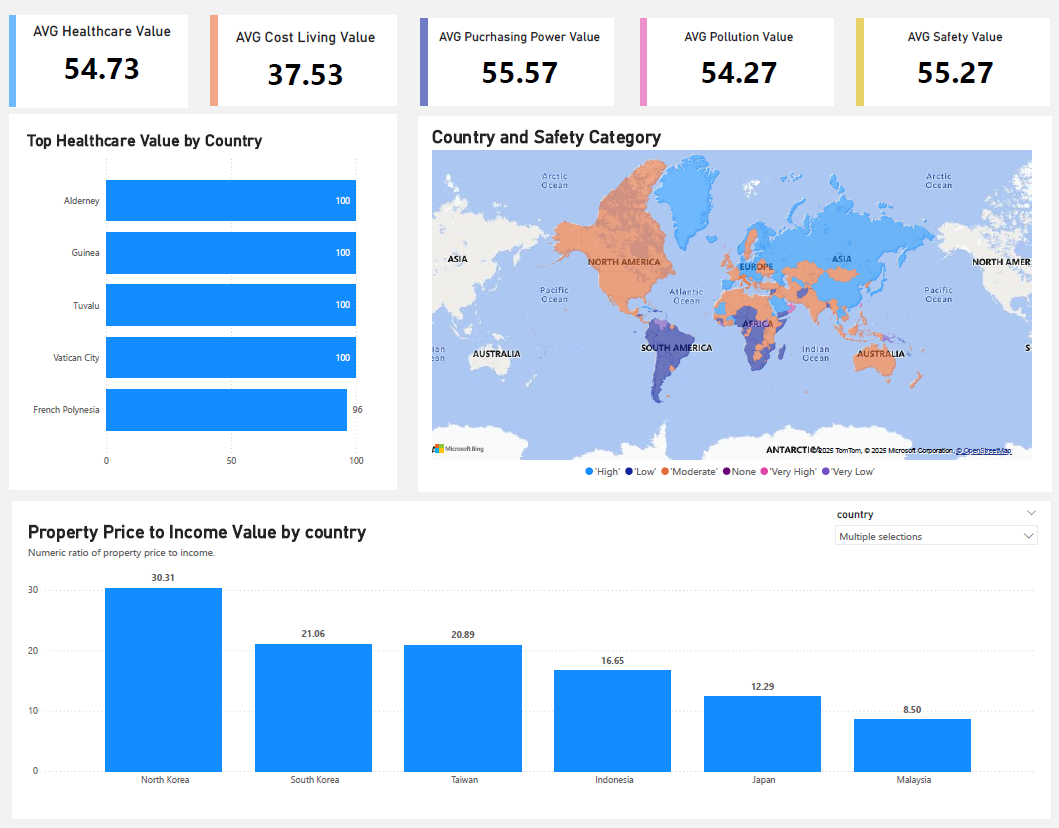 AVG Healthcare Value
54.73
AVG Cost Living Value
37.53
AVG Pucrhasing Power Value
55.57
AVG Pollution Value
54.27
AVG Safety Value
55.27
Top Healthcare Value by Country
Alderney
100
Guinea
100
Tuvalu
100
Vatican City
100
French Polynesia
96
0
50
100
Country and Safety Category
Arctic
Ocean
Arctic
Ocean
ASIA
NORTH AMERICA
EUROPE
ASIA
NORTH AMER
Pacific
Ocean
Atlantic
Ocean
Pacific
Ocean
AFRICA
AUSTRALIA
SOUTH AMERICA
Indian
Ocean
AUSTRALIA
Microsoft Bing
ANTARCTI
© 2025 TomTom, © 2025 Microsoft Corporation, © OpenStreetMap
'High'
'Low'
'Moderate'
None
'Very High'
'Very Low'
Property Price to Income Value by country
Numeric ratio of property price to income.
country
Multiple selections
30
20
10
0
30.31
21.06
20.89
16.65
12.29
8.50
North Korea
South Korea
Taiwan
Indonesia
Japan
Malaysia